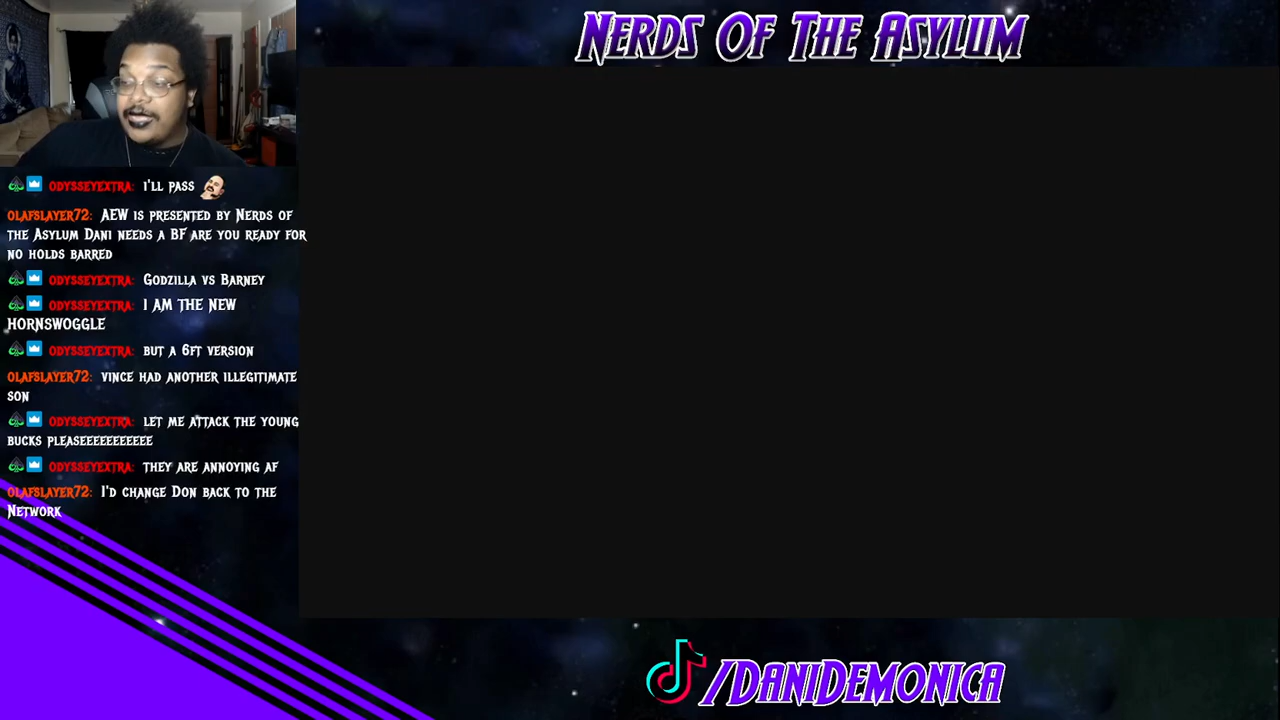 Nerds Of The Asylum
ODYSSEYEXTRA: I'LL PASS
OLAFSLAYER72: AEW IS PRESENTED BY NERDS OF
THE ASYLUM DANI NEEDS A BF ARE YOU READY FOR
NO HOLDS BARRED
ODYSSEYEXTRA: GODZILLA VS BARNEY
ODYSSEYEXTRA: I AM THE NEW
HORNSWOGGLE
ODYSSEYEXTRA: BUT A 6FT VERSION
OLAFSLAYER72: VINCE HAD ANOTHER ILLEGITIMATE
SON
ODYSSEYEXTRA: LET ME ATTACK THE YOUNG
BUCKS PLEASEEEEEEEEEEE
ODYSSEYEXTRA: THEY ARE ANNOYING AF
OLAFSLAYER72: I'D CHANGE DON BACK TO THE
NETWORK
/DaniDemonica